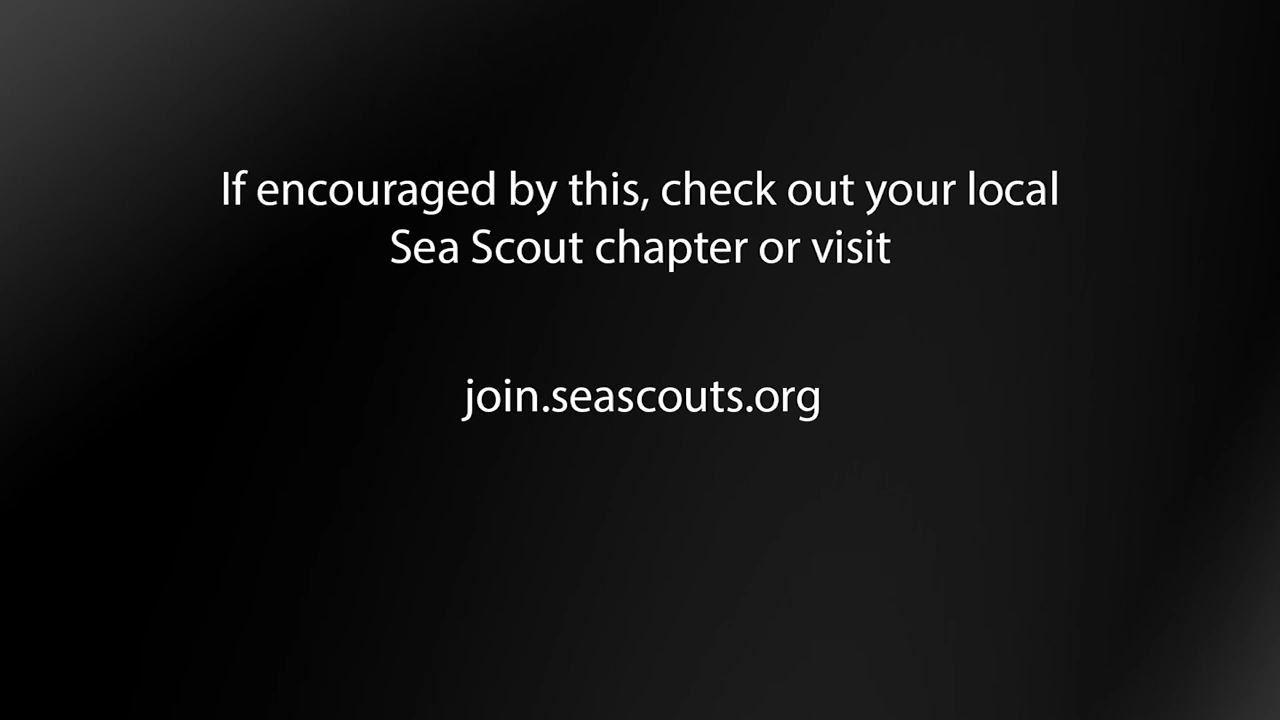 If encouraged by this, check out your local
Sea Scout chapter or visit
join.seascouts.org